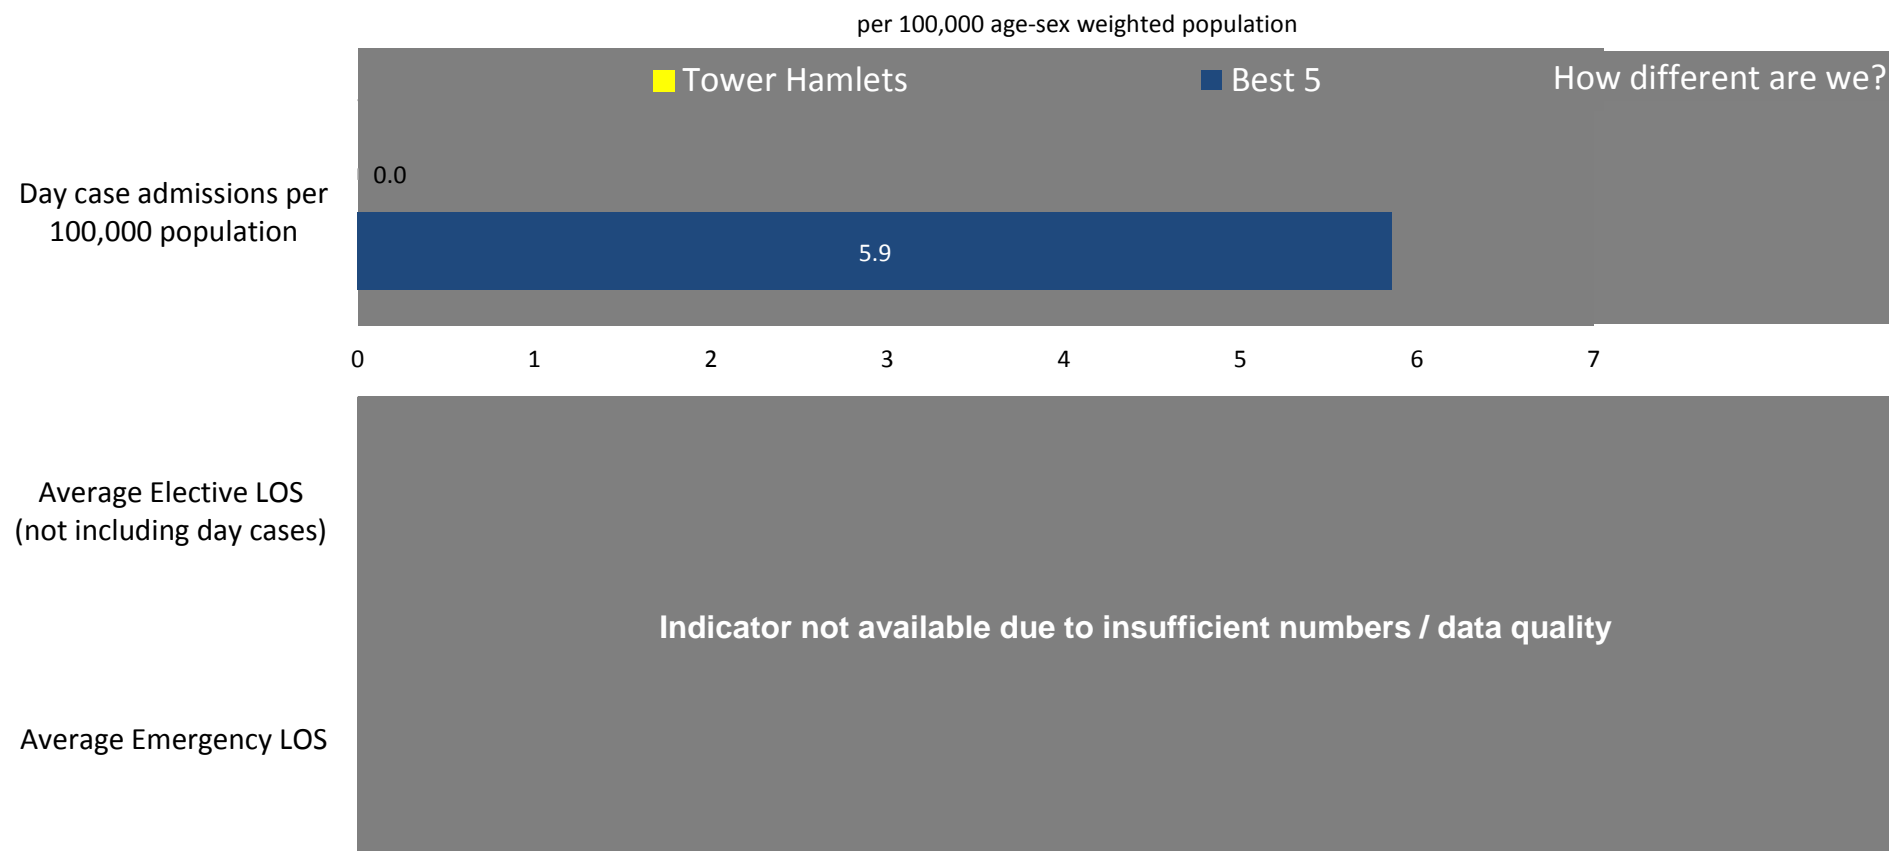 per 100,000 age-sex weighted population
Tower Hamlets Best 5 How different are we?
0.0
Day case admissions per
100,000 population
5.9
0 1 2 3 4 5 6 7
Average Elective LOS
(not including day cases)
Indicator not available due to insufficient numbers / data quality
Average Emergency LOS